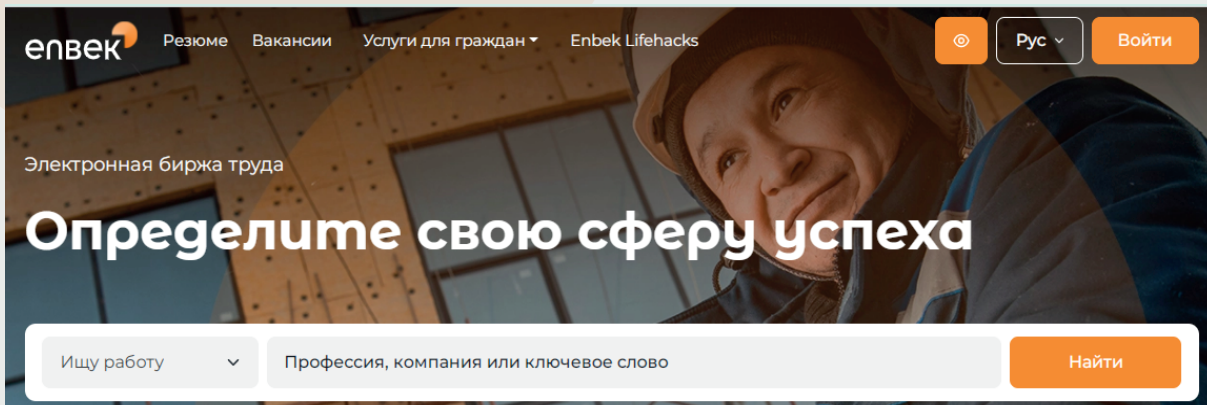 enbek Резюме Вакансии Услуги для граждан Enbek Lifehacks Рус Войти
Электронная биржа труда
Определите свою сферу успеха
Ищу работу Профессия, компания или ключевое слово Найти